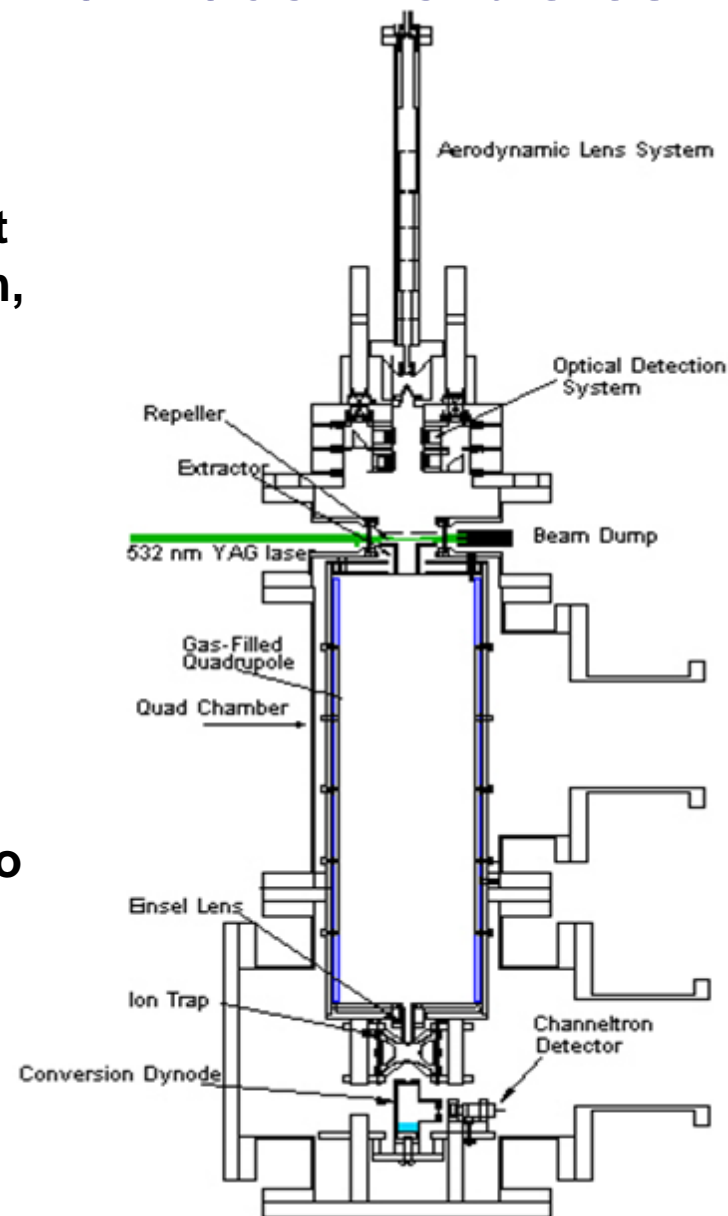 Aerodynamic Lens System
t
n,
Optical Detection
System
Repeller
Extractor
532 nm YAG laser
Beam Dump
Gas-Filled
Quadrupole
Quad Chamber
o
Einsel Lens
Ion Trap
Channeltron
Detector
Conversion Dynode